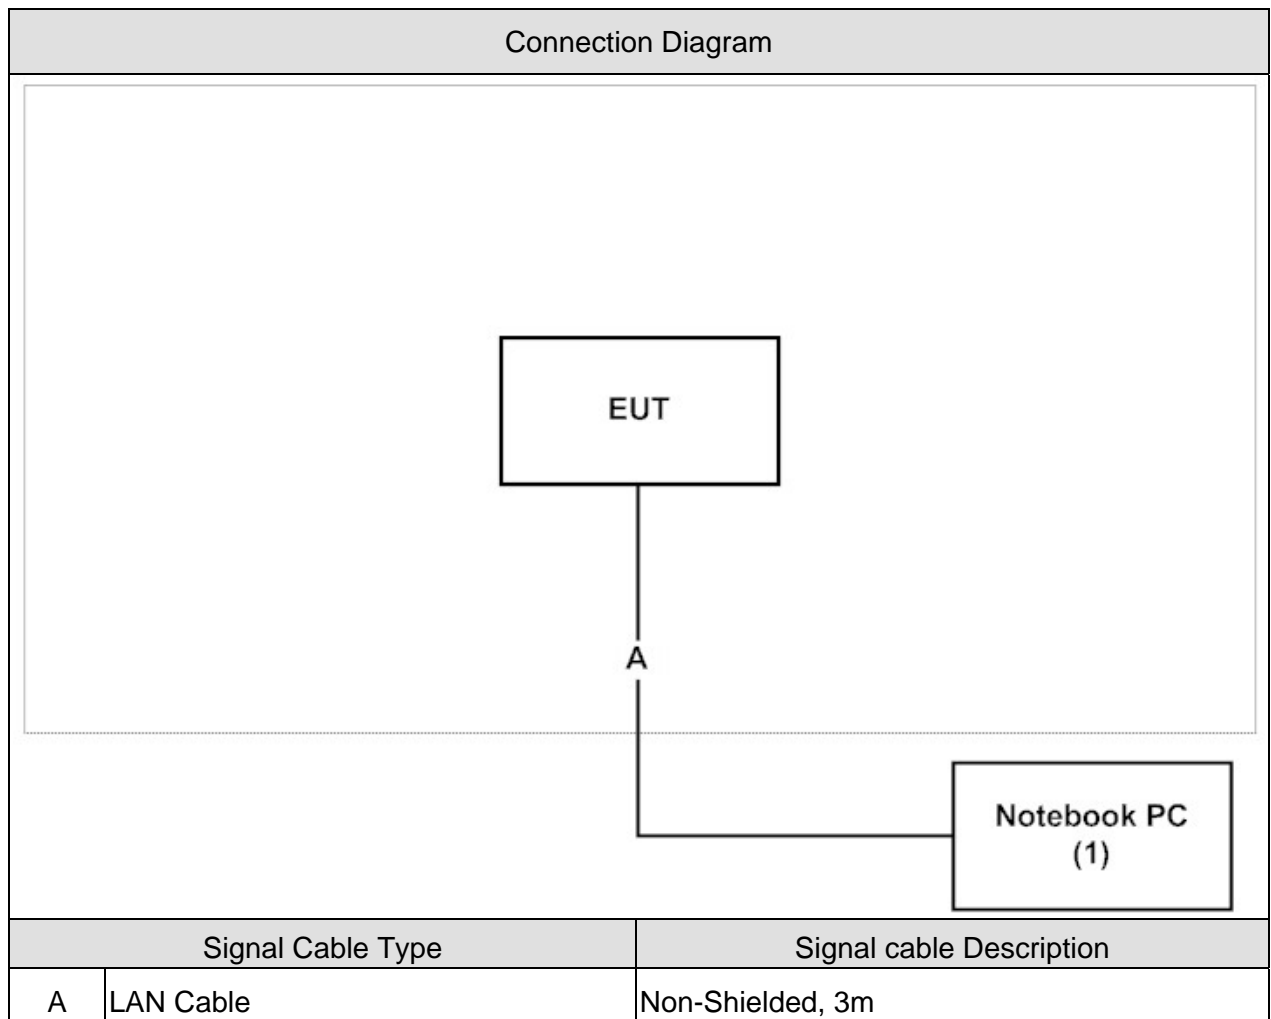 Connection Diagram
EUT
A
Notebook PC
(1)
Signal Cable Type Signal cable Description
A LAN Cable Non-Shielded, 3m